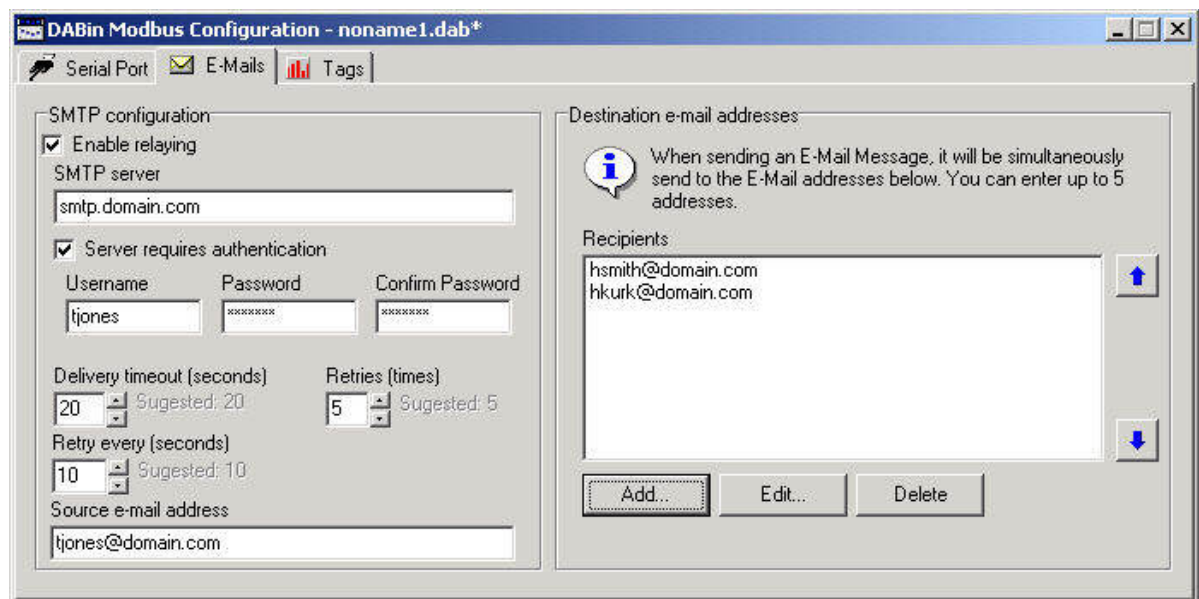 DABin Modbus Configuration - noname1.dab*
Serial Port E-Mails Tags
SMTP configuration
Enable relaying
SMTP server
smtp.domain.com
Server requires authentication
Username Password Confirm Password
tjones ******* *******
Delivery timeout (seconds) Retries (times)
20 Sugested: 20 5 Sugested: 5
Retry every (seconds)
10 Sugested: 10
Source e-mail address
tjones@domain.com
Destination e-mail addresses
When sending an E-Mail Message, it will be simultaneously
send to the E-Mail addresses below. You can enter up to 5
addresses.
Recipients
hsmith@domain.com
hkurk@domain.com
Add... Edit... Delete